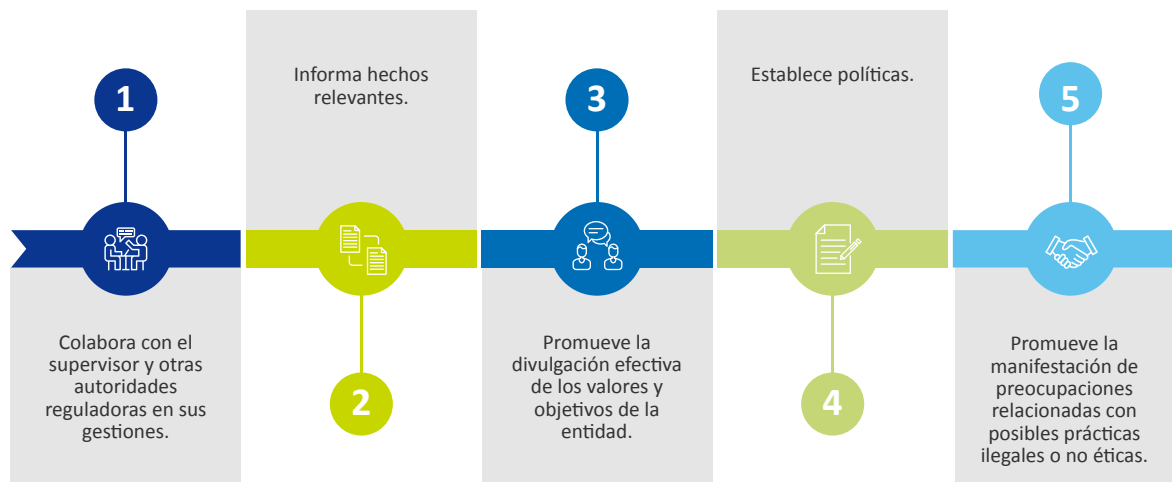 1
Colabora con el
supervisor y otras
autoridades
reguladoras en sus
gestiones.
Informa hechos
relevantes.
2
3
Promueve la
divulgación efectiva
de los valores y
objetivos de la
entidad.
Establece políticas.
4
5
Promueve la
manifestación de
preocupaciones
relacionadas con
posibles prácticas
ilegales o no éticas.